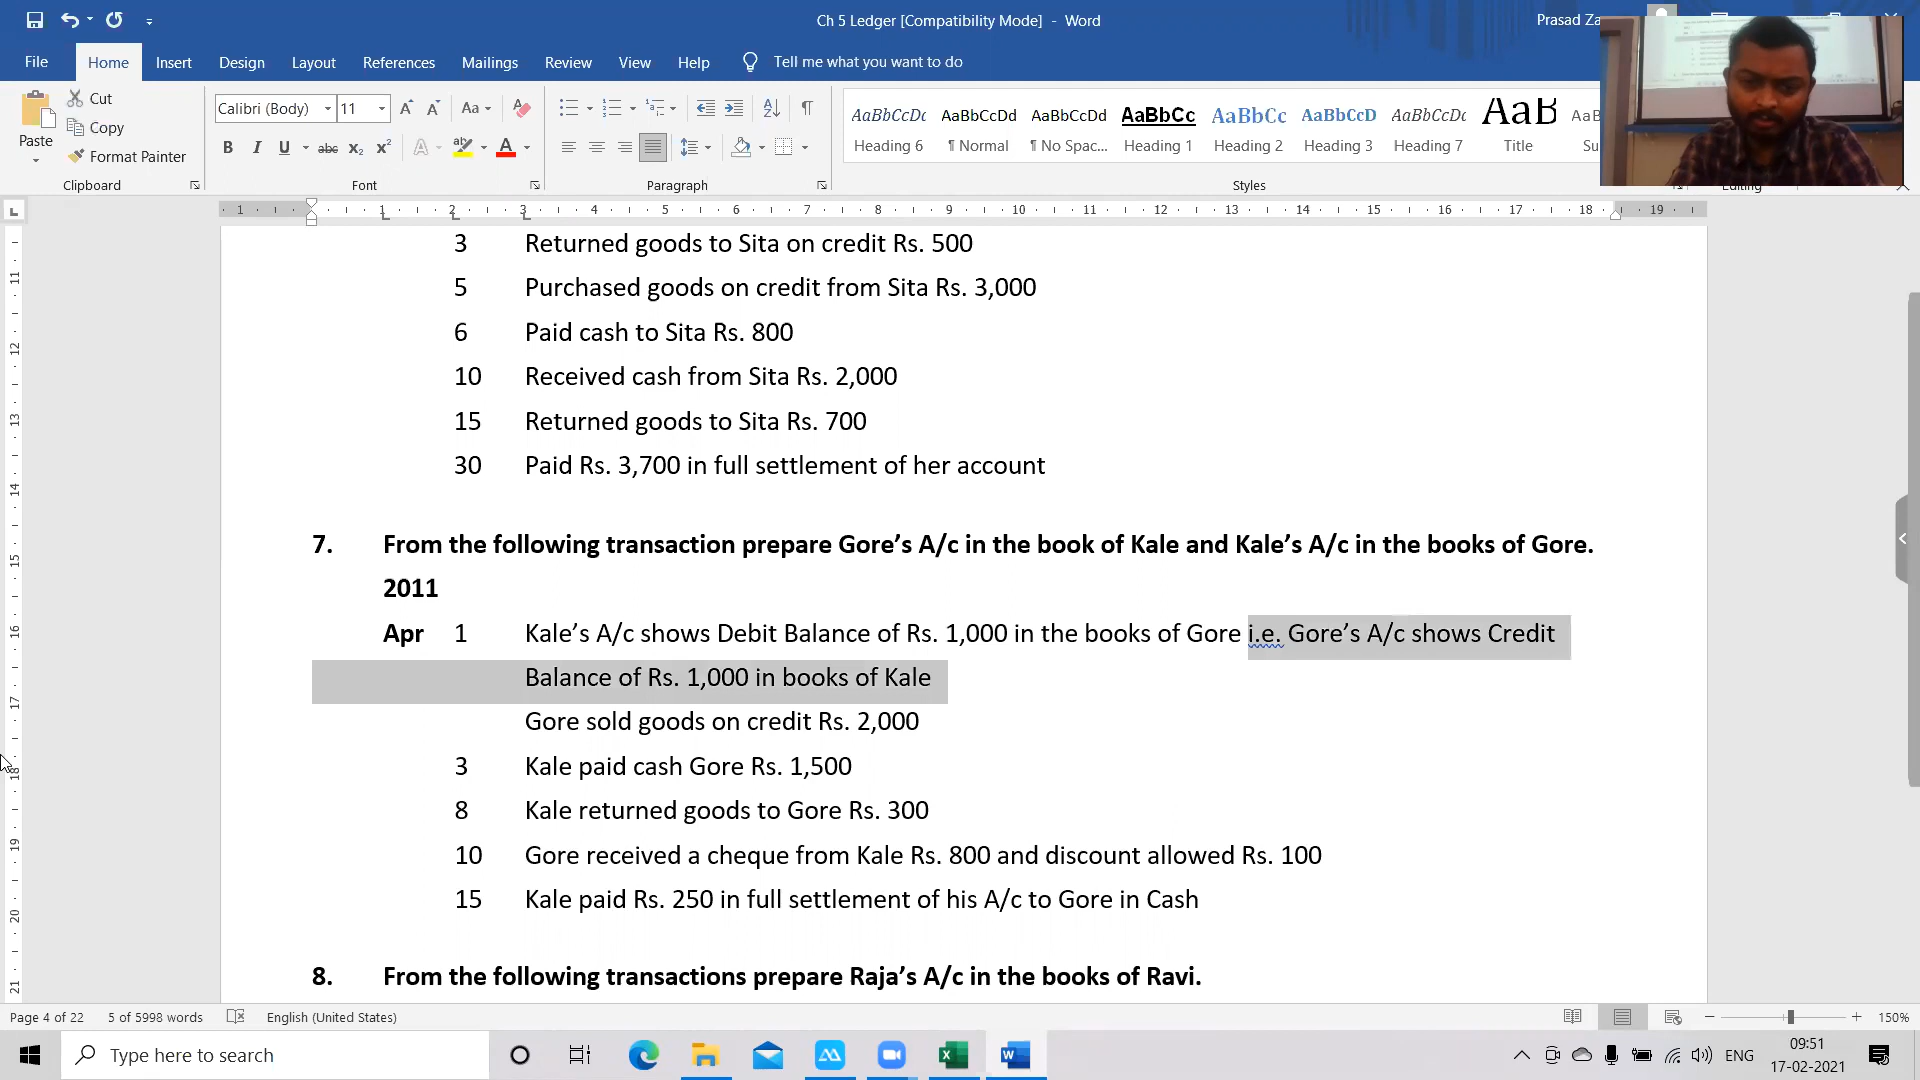 Ch 5 Ledger [Compatibility Mode] - Word
Prasad Za
File Home Insert Design Layout References Mailings Review View Help Tell me what you want to do
Cut
Copy
Format Painter
Paste
Calibri (Body) 11
AaBbCcDc AaBbCcDd AaBbCcDd AaBbCc AaBbCc AaBbCcD AaBbCcDc AaB AaB
Heading 6 ¶ Normal ¶ No Spac... Heading 1 Heading 2 Heading 3 Heading 7 Title Su
Clipboard Font Paragraph Styles Editing
3 Returned goods to Sita on credit Rs. 500
5 Purchased goods on credit from Sita Rs. 3,000
6 Paid cash to Sita Rs. 800
10 Received cash from Sita Rs. 2,000
15 Returned goods to Sita Rs. 700
30 Paid Rs. 3,700 in full settlement of her account
7. From the following transaction prepare Gore’s A/c in the book of Kale and Kale’s A/c in the books of Gore.
2011
Apr 1 Kale’s A/c shows Debit Balance of Rs. 1,000 in the books of Gore i.e. Gore’s A/c shows Credit
Balance of Rs. 1,000 in books of Kale
Gore sold goods on credit Rs. 2,000
3 Kale paid cash Gore Rs. 1,500
8 Kale returned goods to Gore Rs. 300
10 Gore received a cheque from Kale Rs. 800 and discount allowed Rs. 100
15 Kale paid Rs. 250 in full settlement of his A/c to Gore in Cash
8. From the following transactions prepare Raja’s A/c in the books of Ravi.
Page 4 of 22 5 of 5998 words English (United States) 150%
Type here to search
ENG
09:51
17-02-2021